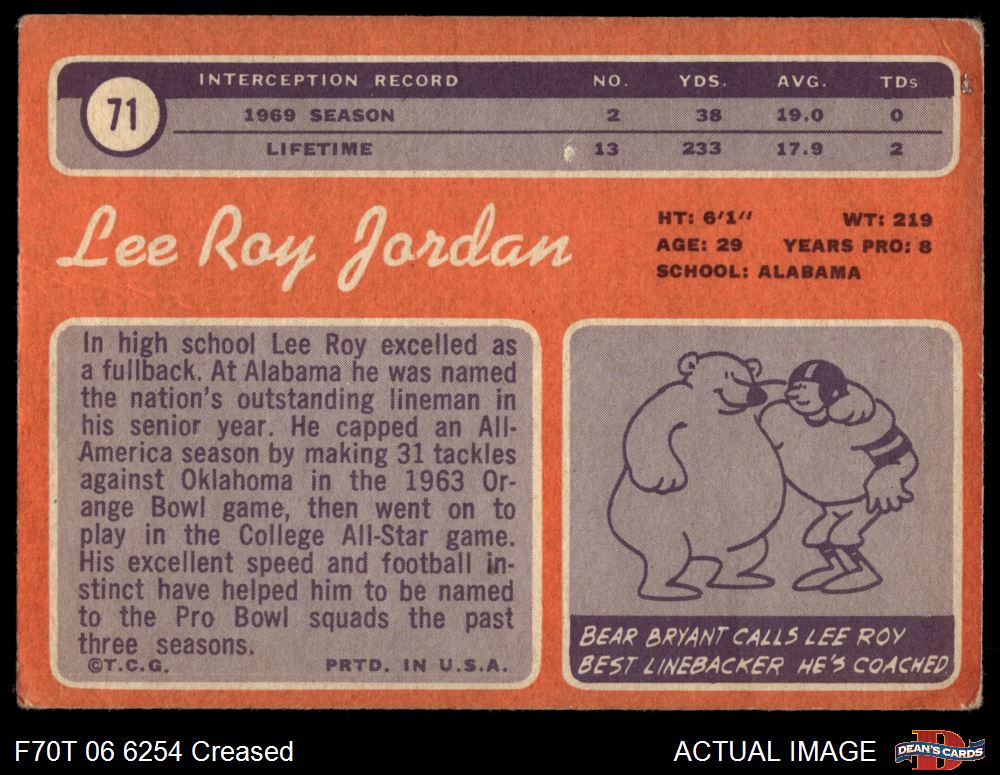 71
INTERCEPTION RECORD NO. YDS. AVG. TDs
1969 SEASON 2 38 19.0 0
LIFETIME 13 233 17.9 2
Lee Roy Jordan
HT: 6'1'' WT: 219
AGE: 29 YEARS PRO: 8
SCHOOL: ALABAMA
In high school Lee Roy excelled as
a fullback. At Alabama he was named
the nation's outstanding lineman in
his senior year. He capped an All-
America season by making 31 tackles
against Oklahoma in the 1963 Or-
ange Bowl game, then went on to
play in the College All-Star game.
His excellent speed and football in-
stinct have helped him to be named
to the Pro Bowl squads the past
three seasons.
©T.C.G. PRTD. IN U.S.A.
BEAR BRYANT CALLS LEE ROY
BEST LINEBACKER HE'S COACHED
F70T 06 6254 Creased
ACTUAL IMAGE
D
DEAN'S CARDS